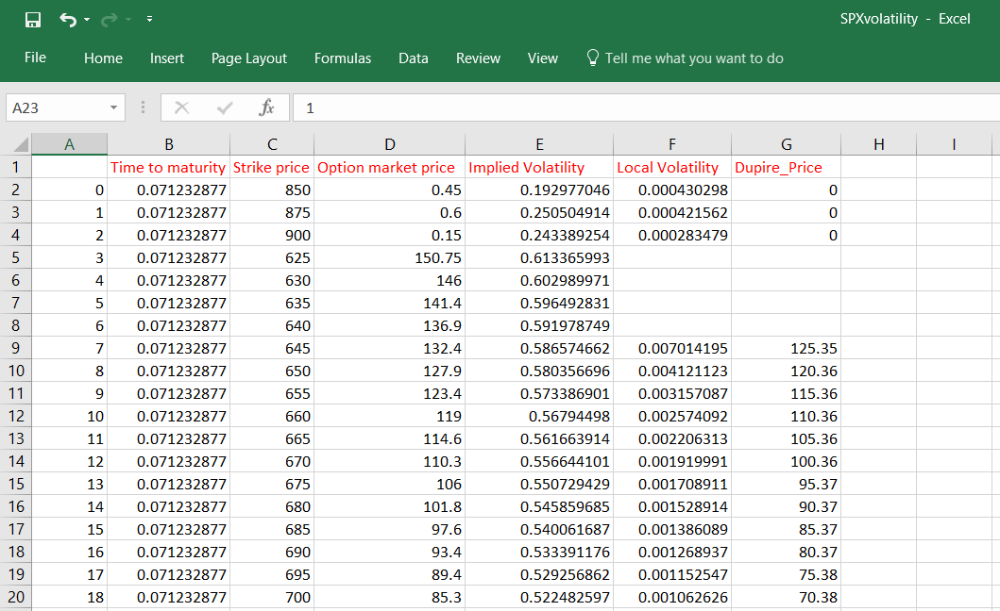 SPXvolatility - Excel
File Home Insert Page Layout Formulas Data Review View Tell me what you want to do
A23 fx 1
A B C D E F G H I
1 Time to maturity Strike price Option market price Implied Volatility Local Volatility Dupire_Price
2 0 0.071232877 850 0.45 0.192977046 0.000430298 0
3 1 0.071232877 875 0.6 0.250504914 0.000421562 0
4 2 0.071232877 900 0.15 0.243389254 0.000283479 0
5 3 0.071232877 625 150.75 0.613365993
6 4 0.071232877 630 146 0.602989971
7 5 0.071232877 635 141.4 0.596492831
8 6 0.071232877 640 136.9 0.591978749
9 7 0.071232877 645 132.4 0.586574662 0.007014195 125.35
10 8 0.071232877 650 127.9 0.580356696 0.004121123 120.36
11 9 0.071232877 655 123.4 0.573386901 0.003157087 115.36
12 10 0.071232877 660 119 0.56794498 0.002574092 110.36
13 11 0.071232877 665 114.6 0.561663914 0.002206313 105.36
14 12 0.071232877 670 110.3 0.556644101 0.001919991 100.36
15 13 0.071232877 675 106 0.550729429 0.001708911 95.37
16 14 0.071232877 680 101.8 0.545859685 0.001528914 90.37
17 15 0.071232877 685 97.6 0.540061687 0.001386089 85.37
18 16 0.071232877 690 93.4 0.533391176 0.001268937 80.37
19 17 0.071232877 695 89.4 0.529256862 0.001152547 75.38
20 18 0.071232877 700 85.3 0.522482597 0.001062626 70.38